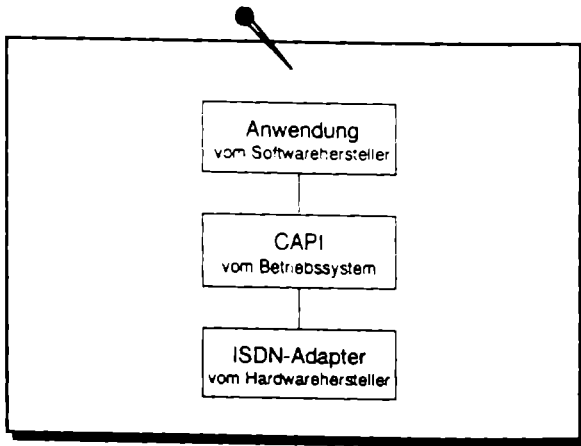 Anwendung
vom Softwarehersteller
CAPI
vom Betriebssystem
ISDN-Adapter
vom Hardwarehersteller